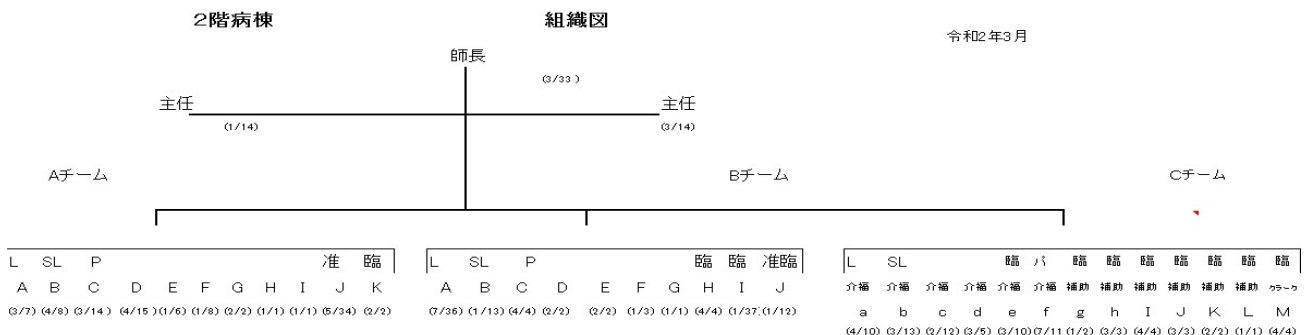 2階病棟 組織図
令和2年3月
師長
(3/33 )
主任 主任
(1/14) (3/14)
Aチーム Bチーム Cチーム
L SL P 准 臨
A B C D E F G H I J K
(3/7) (4/8) (3/14 ) (4/15 ) (1/6) (1/8) (2/2) (1/1) (1/1) (5/34) (2/2)
L SL P 臨 臨 准臨
A B C D E F G H I J
(7/36) (1/13) (4/4) (2/2) (2/2) (1/3) (1/1) (4/4) (1/37) (1/12)
L SL 臨 パ 臨 臨 臨 臨 臨 臨 臨
介福 介福 介福 介福 介福 介福 補助 補助 補助 補助 補助 補助 クラーク
a b c d e f g h I J K L M
(4/10) (3/13) (2/12) (3/5) (3/10) (7/11) (1/2) (3/3) (4/4) (3/3) (2/2) (1/1) (4/4)